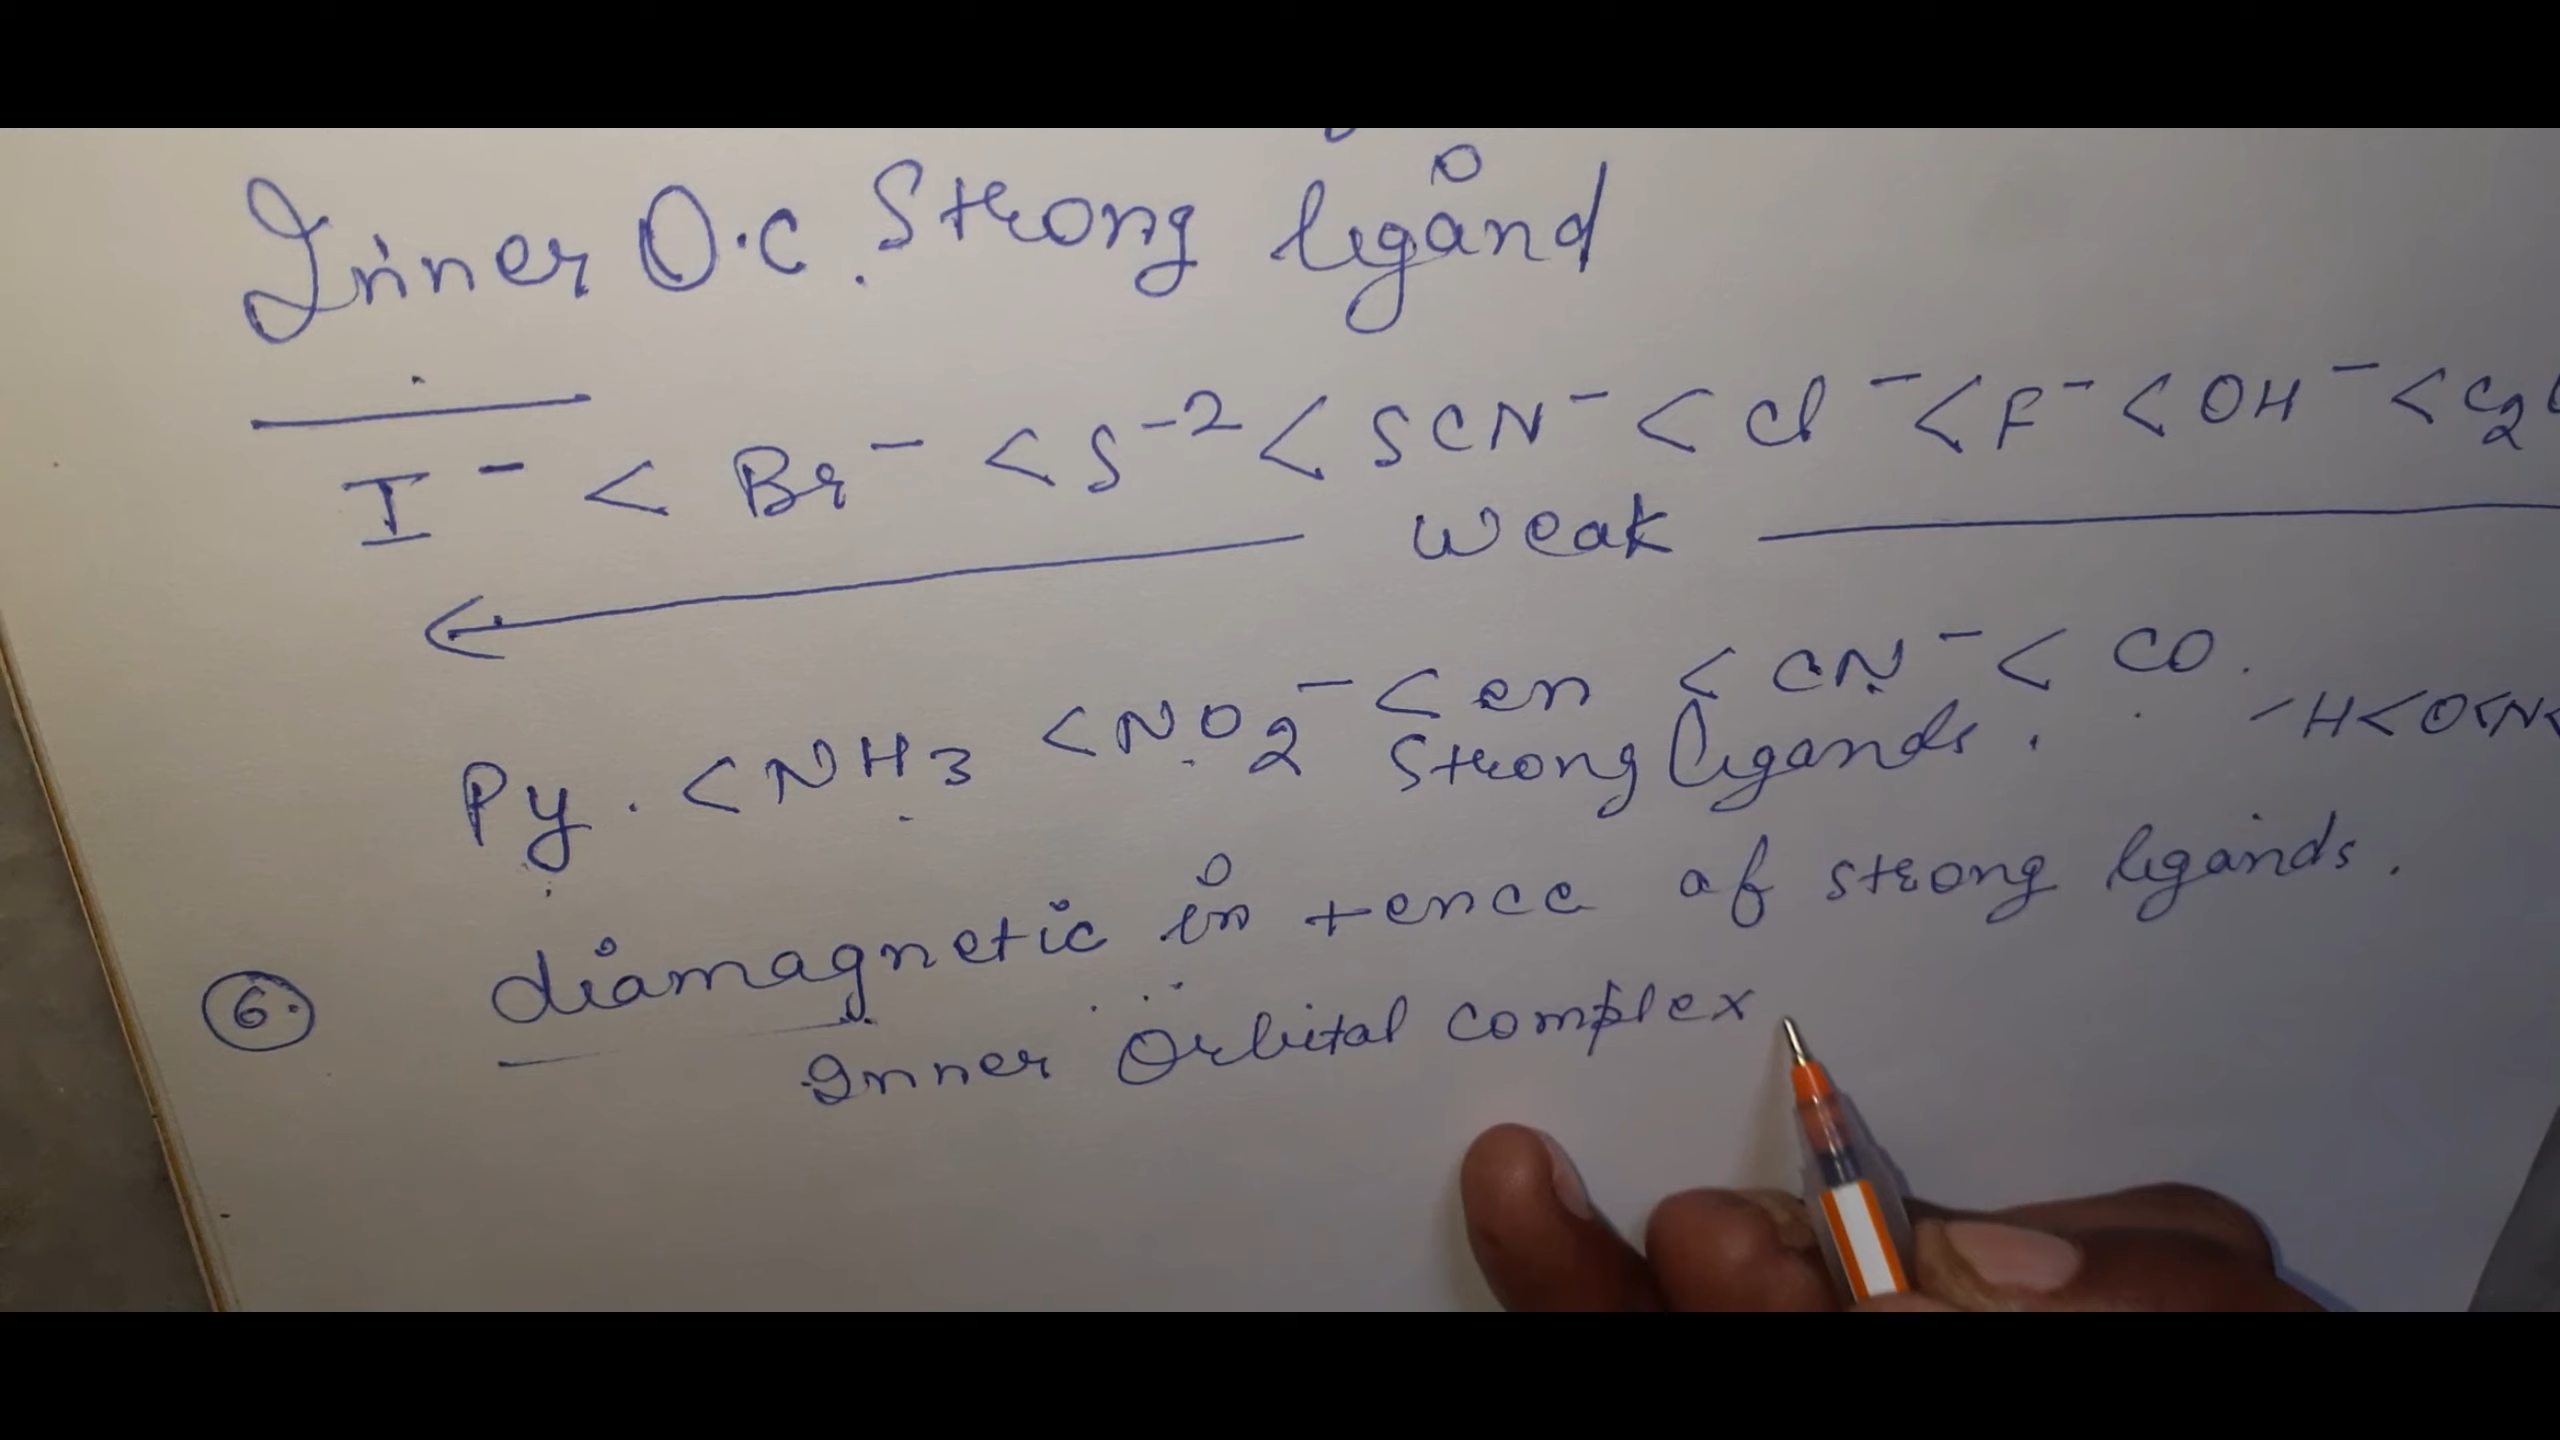 Inner O.C. Strong ligand
I⁻ < Br⁻ < S⁻² < SCN⁻ < Cl⁻ < F⁻ < OH⁻ < C₂
Weak
Py. < NH₃ < NO₂⁻ < en < CN⁻ < CO.
Strong ligands.
-H<O<N<
6. diamagnetic in +ence of strong ligands.
Inner Orbital complex